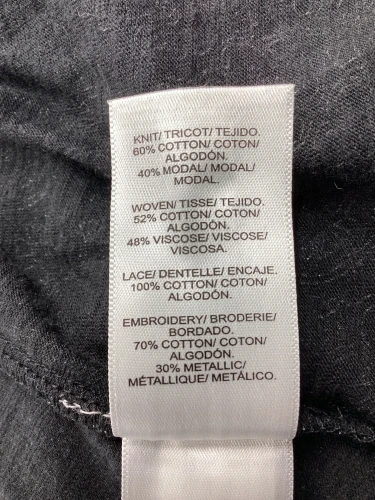 KNIT/ TRICOT/ TEJIDO.
60% COTTON/ COTON/
ALGODÓN.
40% MODAL/ MODAL/
MODAL.
WOVEN/ TISSE/ TEJIDO.
52% COTTON/ COTON/
ALGODÓN.
48% VISCOSE/ VISCOSE/
VISCOSA.
LACE/ DENTELLE/ ENCAJE.
100% COTTON/ COTON/
ALGODÓN.
EMBROIDERY/ BRODERIE/
BORDADO.
70% COTTON/ COTON/
ALGODÓN.
30% METALLIC/
MÉTALLIQUE/ METÁLICO.